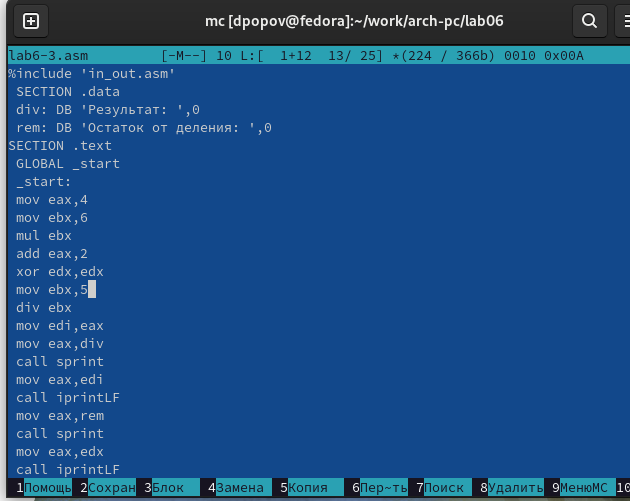 mc [dpopov@fedora]:~/work/arch-pc/lab06
lab6-3.asm [-M--] 10 L:[ 1+12 13/ 25] *(224 / 366b) 0010 0x00A
%include 'in_out.asm'
SECTION .data
div: DB 'Результат: ',0
rem: DB 'Остаток от деления: ',0
SECTION .text
GLOBAL _start
_start:
mov eax,4
mov ebx,6
mul ebx
add eax,2
xor edx,edx
mov ebx,5
div ebx
mov edi,eax
mov eax,div
call sprint
mov eax,edi
call iprintLF
mov eax,rem
call sprint
mov eax,edx
call iprintLF
1Помощь 2Сохран 3Блок 4Замена 5Копия 6Пер~ть 7Поиск 8Удалить 9МенюМС 10